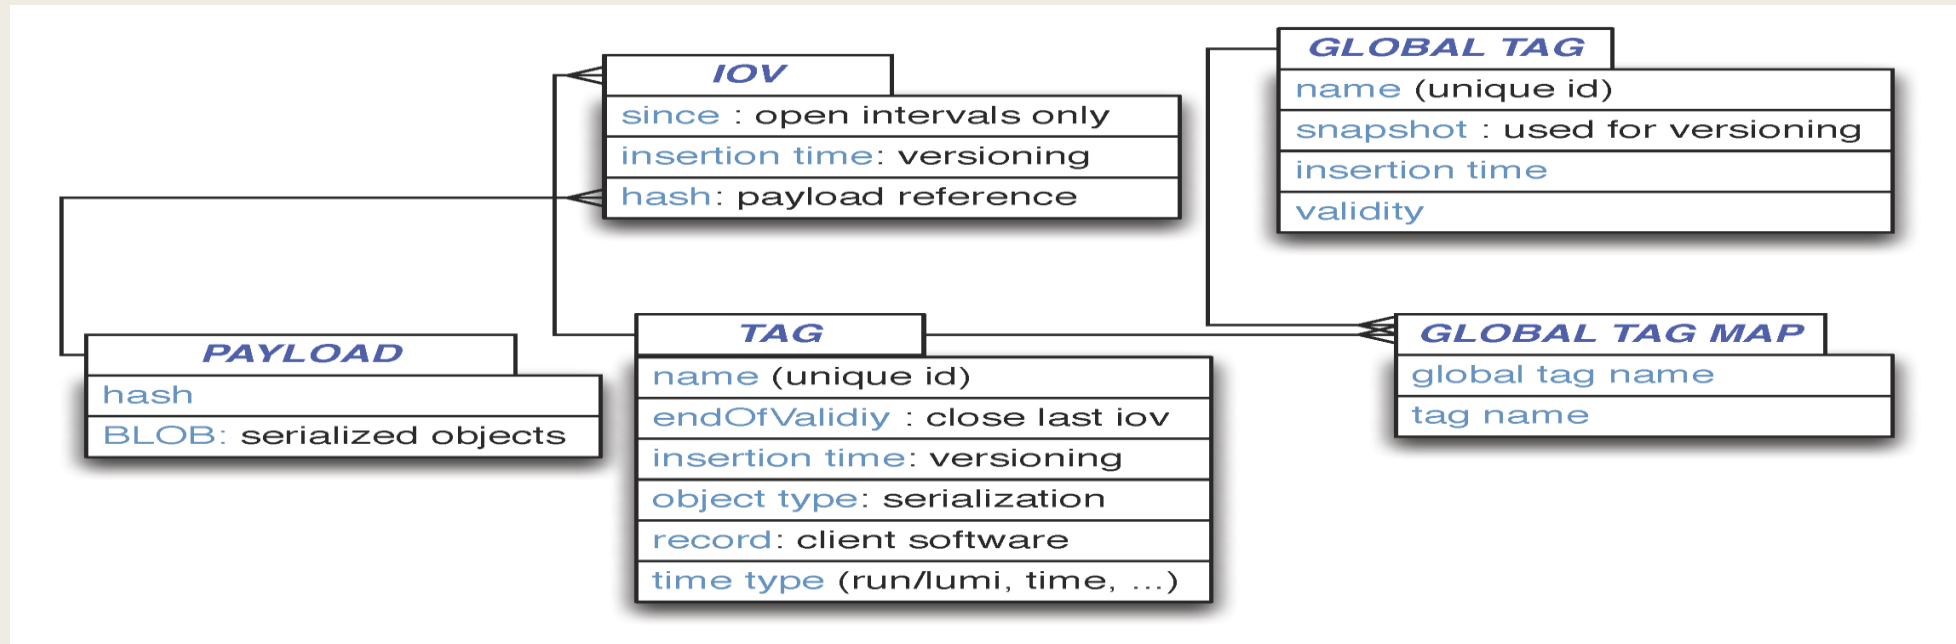 IOV
since : open intervals only
insertion time: versioning
hash: payload reference
GLOBAL TAG
name (unique id)
snapshot : used for versioning
insertion time
validity
PAYLOAD
hash
BLOB: serialized objects
TAG
name (unique id)
endOfValidiy : close last iov
insertion time: versioning
object type: serialization
record: client software
time type (run/lumi, time, ...)
GLOBAL TAG MAP
global tag name
tag name